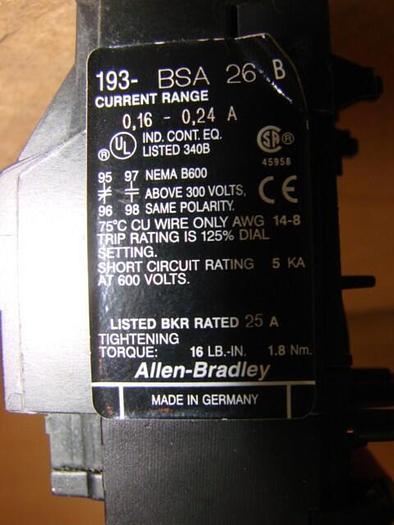 193- BSA 26 B
CURRENT RANGE
0,16 - 0,24 A
UL ® IND. CONT. EQ.
LISTED 340B
SA ®
45958
95 97 NEMA B600
ABOVE 300 VOLTS,
96 98 SAME POLARITY.
CE
75°C CU WIRE ONLY AWG 14-8
TRIP RATING IS 125% DIAL
SETTING.
SHORT CIRCUIT RATING 5 KA
AT 600 VOLTS.
LISTED BKR RATED 25 A
TIGHTENING
TORQUE: 16 LB.-IN. 1.8 Nm.
Allen-Bradley
MADE IN GERMANY